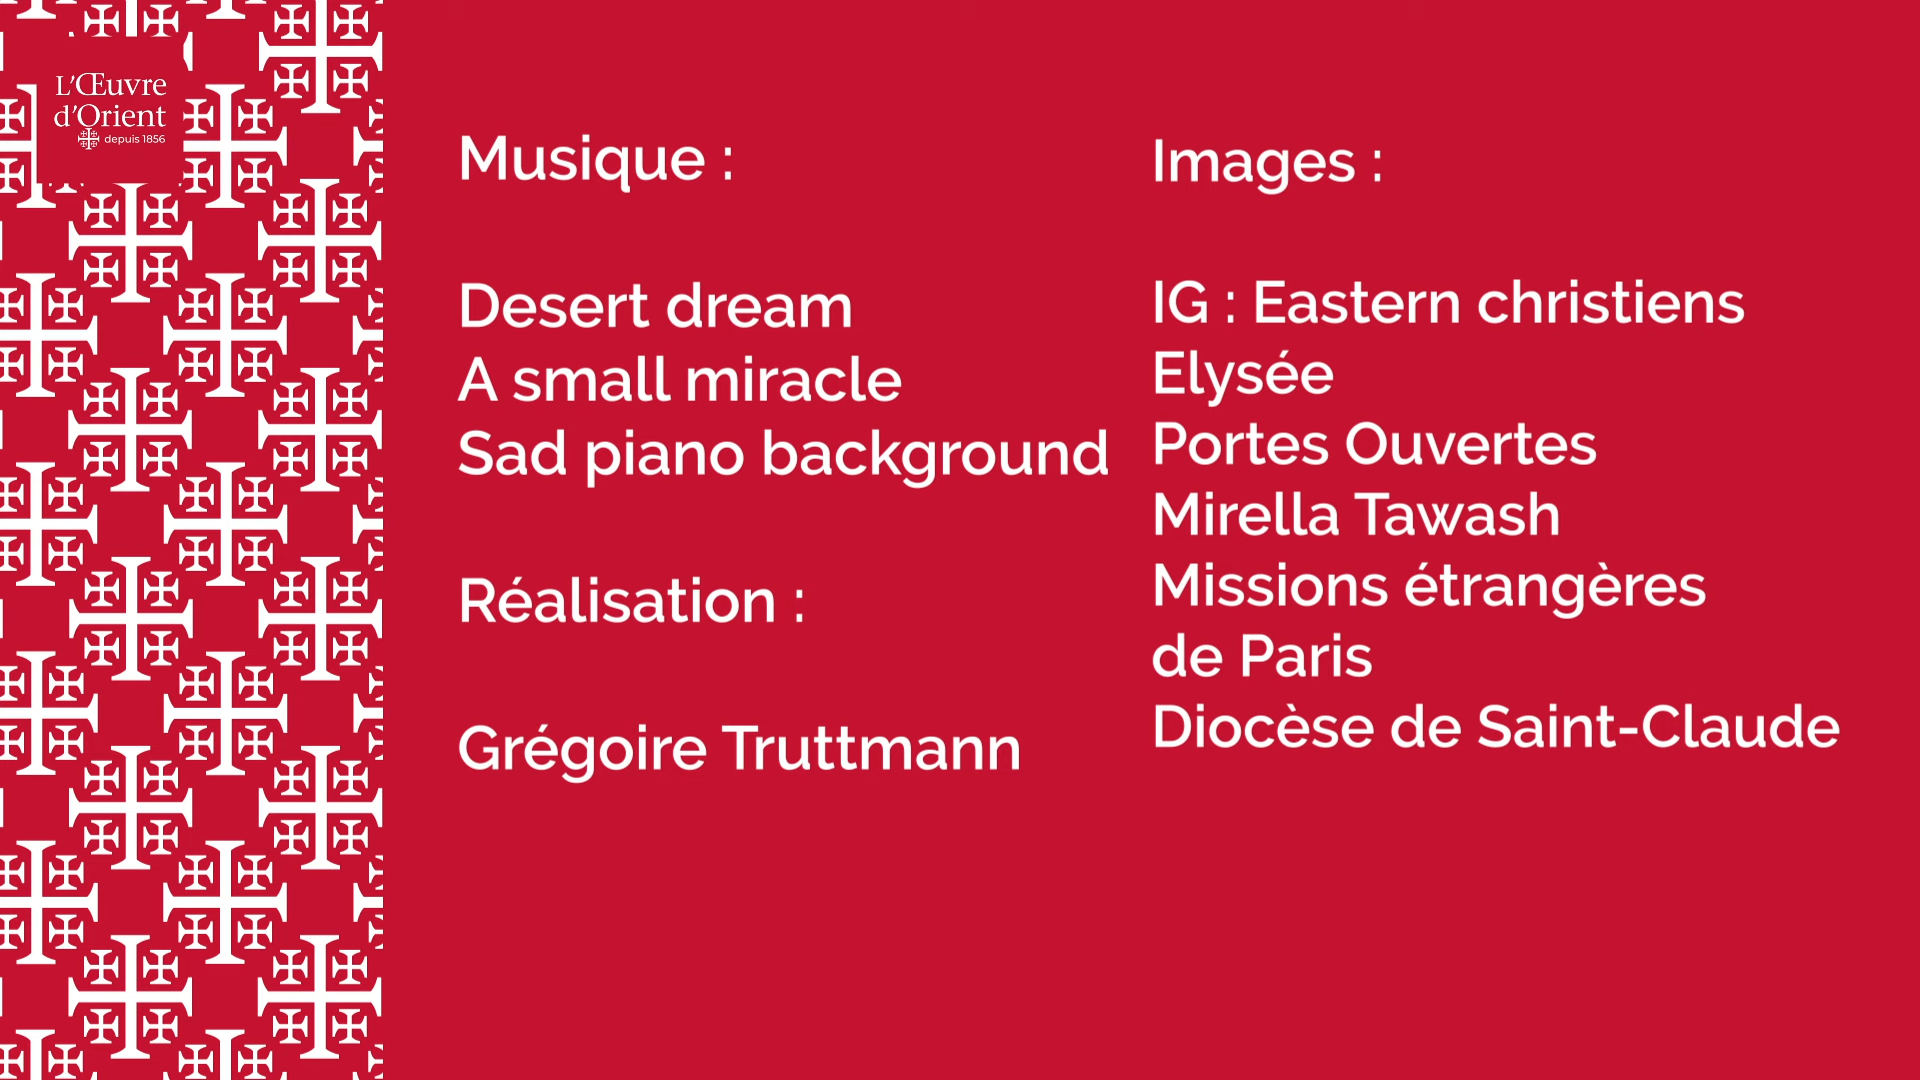 L'Œuvre
d'Orient
depuis 1856
Musique :
Desert dream
A small miracle
Sad piano background
Réalisation :
Grégoire Truttmann
Images :
IG : Eastern christiens
Elysée
Portes Ouvertes
Mirella Tawash
Missions étrangères
de Paris
Diocèse de Saint-Claude